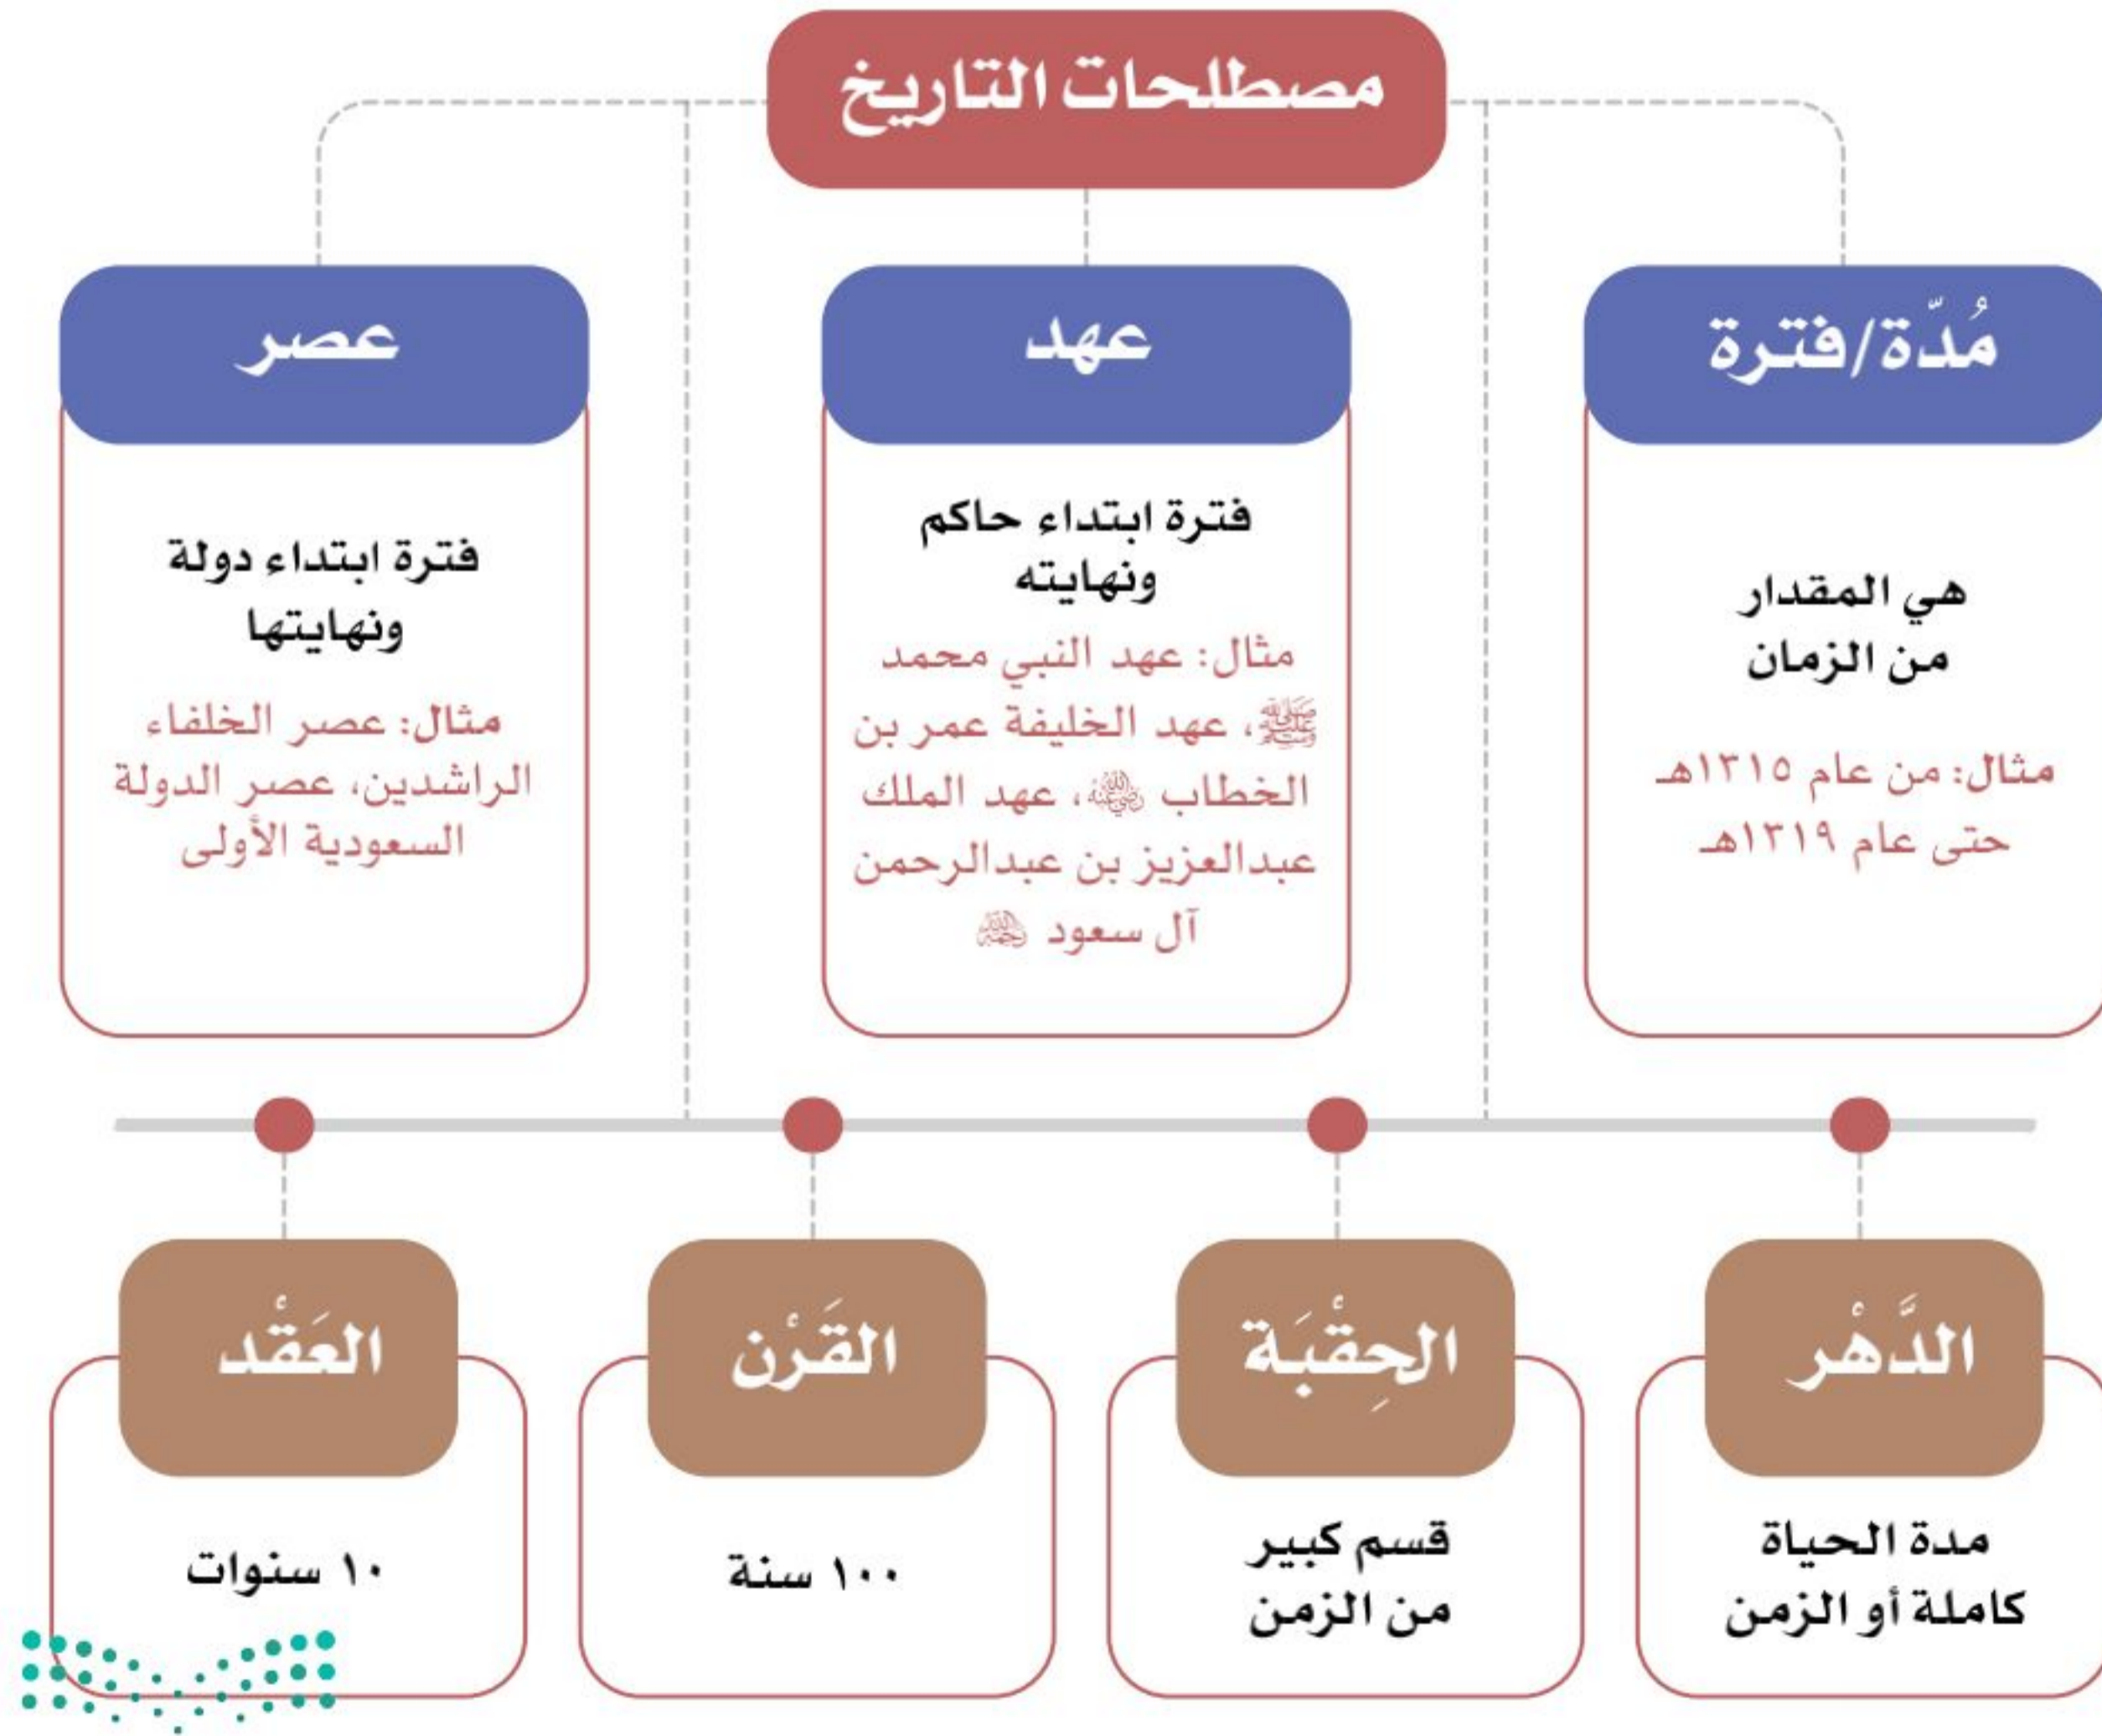 مصطلحات التاريخ
مُدّة/فترة
هي المقدار
من الزمان
مثال: من عام ١٣١٥هـ
حتى عام ١٣١٩هـ
عهد
فترة ابتداء حاكم
ونهايته
مثال: عهد النبي محمد
ﷺ، عهد الخليفة عمر بن
الخطاب رضي الله عنه، عهد الملك
عبدالعزيز بن عبدالرحمن
آل سعود رحمه الله
عصر
فترة ابتداء دولة
ونهايتها
مثال: عصر الخلفاء
الراشدين، عصر الدولة
السعودية الأولى
الدَّهْر
مدة الحياة
كاملة أو الزمن
الحِقْبَة
قسم كبير
من الزمن
القَرْن
١٠٠ سنة
العَقْد
١٠ سنوات